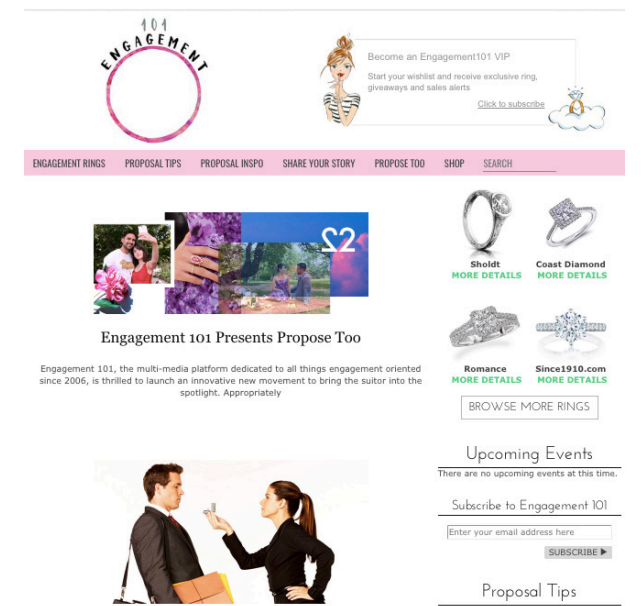 101
ENGAGEMENT
Become an Engagement101 VIP
Start your wishlist and receive exclusive ring,
giveaways and sales alerts
Click to subscribe
ENGAGEMENT RINGS PROPOSAL TIPS PROPOSAL INSPO SHARE YOUR STORY PROPOSE TOO SHOP SEARCH
Engagement 101 Presents Propose Too
Engagement 101, the multi-media platform dedicated to all things engagement oriented
since 2006, is thrilled to launch an innovative new movement to bring the suitor into the
spotlight. Appropriately
Sholdt Coast Diamond
MORE DETAILS MORE DETAILS
Romance Since1910.com
MORE DETAILS MORE DETAILS
BROWSE MORE RINGS
Upcoming Events
There are no upcoming events at this time.
Subscribe to Engagement 101
Enter your email address here
SUBSCRIBE
Proposal Tips